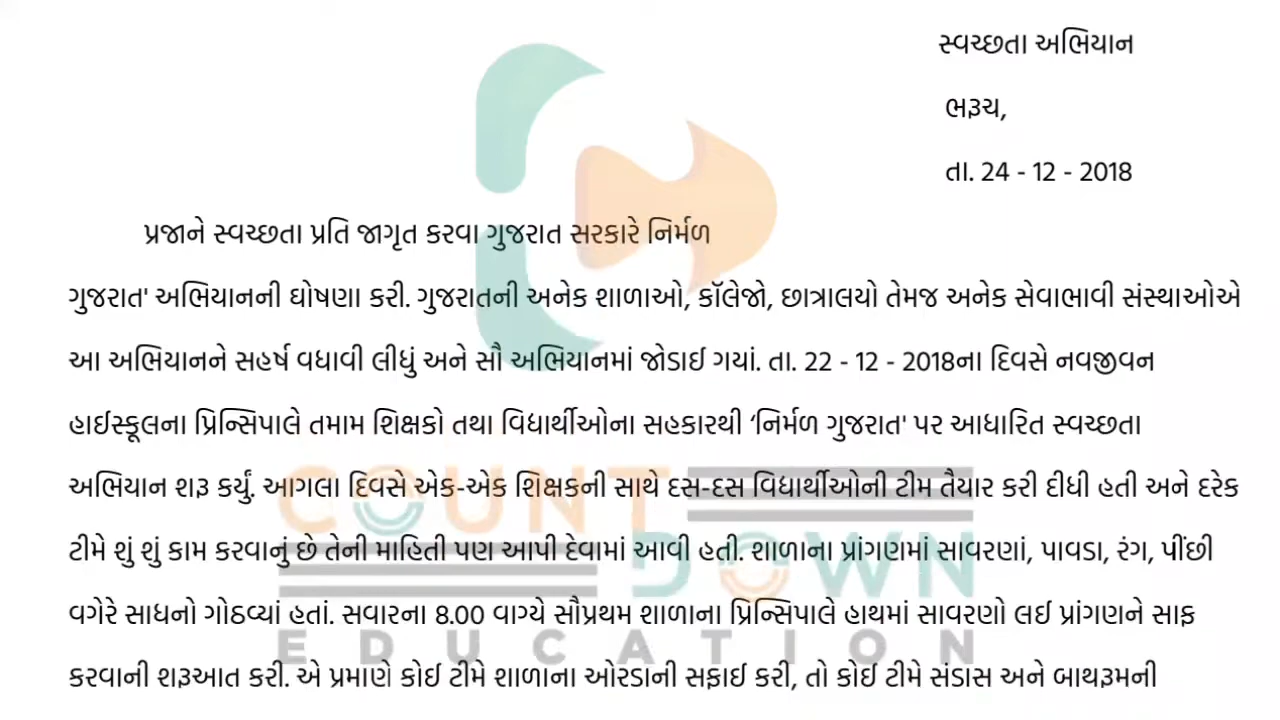 સ્વચ્છતા અભિયાન
ભરૂચ,
તા. 24 - 12 - 2018
પ્રજાને સ્વચ્છતા પ્રતિ જાગૃત કરવા ગુજરાત સરકારે નિર્મળ
ગુજરાત' અભિયાનની ઘોષણા કરી. ગુજરાતની અનેક શાળાઓ, કૉલેજો, છાત્રાલયો તેમજ અનેક સેવાભાવી સંસ્થાઓએ
આ અભિયાનને સહર્ષ વધાવી લીધું અને સૌ અભિયાનમાં જોડાઈ ગયાં. તા. 22 - 12 - 2018ના દિવસે નવજીવન
હાઈસ્કૂલના પ્રિન્સિપાલે તમામ શિક્ષકો તથા વિદ્યાર્થીઓના સહકારથી ‘નિર્મળ ગુજરાત' પર આધારિત સ્વચ્છતા
અભિયાન શરૂ કર્યું. આગલા દિવસે એક-એક શિક્ષકની સાથે દસ-દસ વિદ્યાર્થીઓની ટીમ તૈયાર કરી દીધી હતી અને દરેક
ટીમે શું શું કામ કરવાનું છે તેની માહિતી પણ આપી દેવામાં આવી હતી. શાળાના પ્રાંગણમાં સાવરણાં, પાવડા, રંગ, પીંછી
વગેરે સાધનો ગોઠવ્યાં હતાં. સવારના 8.00 વાગ્યે સૌપ્રથમ શાળાના પ્રિન્સિપાલે હાથમાં સાવરણો લઈ પ્રાંગણને સાફ
કરવાની શરૂઆત કરી. એ પ્રમાણે કોઈ ટીમે શાળાના ઓરડાની સફાઈ કરી, તો કોઈ ટીમે સંડાસ અને બાથરૂમની
COUNT
DOWN
EDUCATION